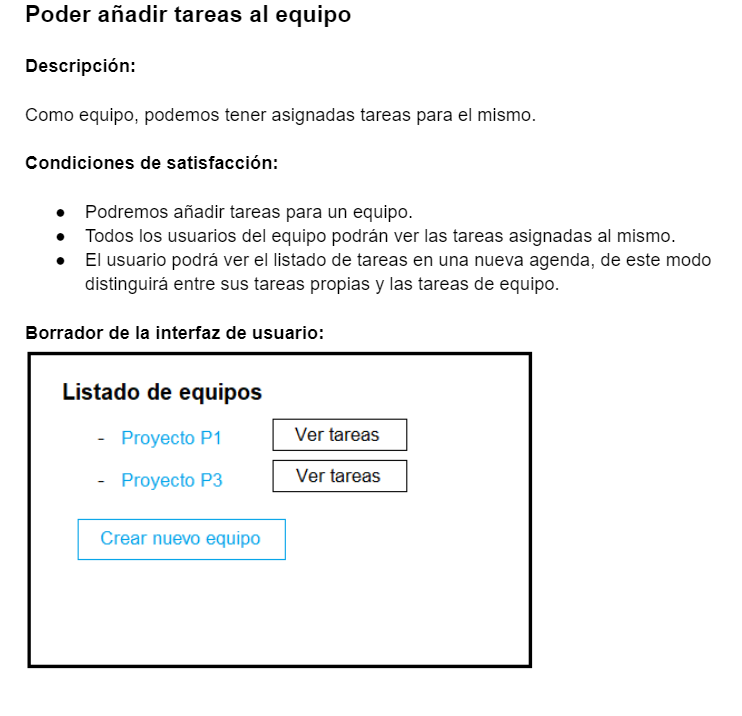 Poder añadir tareas al equipo
Descripción:
Como equipo, podemos tener asignadas tareas para el mismo.
Condiciones de satisfacción:
● Podremos añadir tareas para un equipo.
● Todos los usuarios del equipo podrán ver las tareas asignadas al mismo.
● El usuario podrá ver el listado de tareas en una nueva agenda, de este modo
distinguirá entre sus tareas propias y las tareas de equipo.
Borrador de la interfaz de usuario:
Listado de equipos
- Proyecto P1 Ver tareas
- Proyecto P3 Ver tareas
Crear nuevo equipo